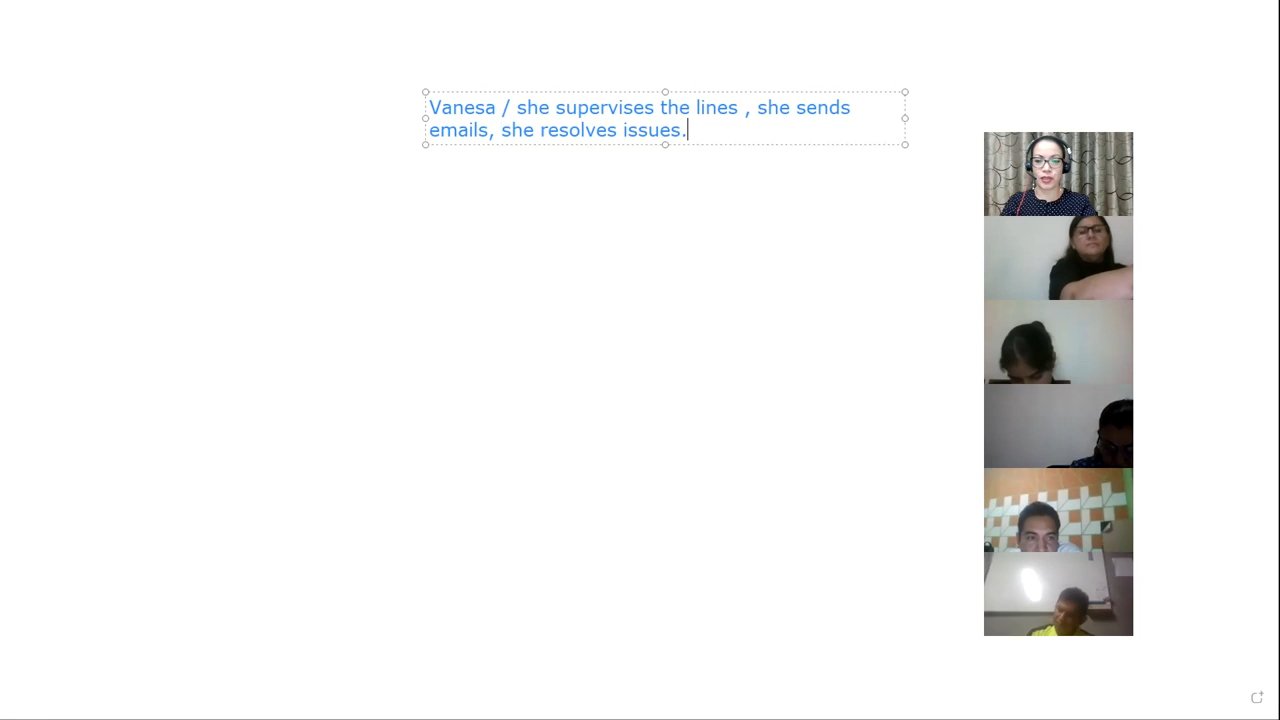 Vanesa / she supervises the lines , she sends
emails, she resolves issues.